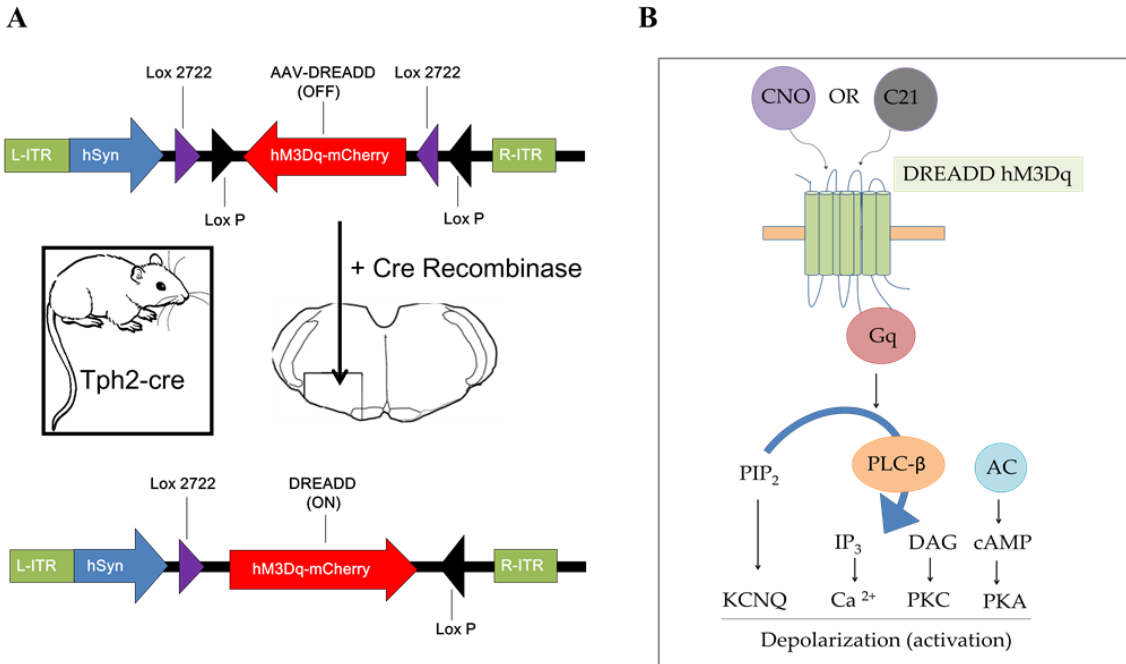 A
Lox 2722
AAV-DREADD
(OFF)
Lox 2722
L-ITR
hSyn
hM3Dq-mCherry
R-ITR
Lox P
Lox P
+ Cre Recombinase
Tph2-cre
Lox 2722
DREADD
(ON)
L-ITR
hSyn
hM3Dq-mCherry
R-ITR
Lox P
B
CNO OR C21
DREADD hM3Dq
Gq
PIP₂ PLC-β AC
IP₃ DAG cAMP
KCNQ Ca ²⁺ PKC PKA
Depolarization (activation)